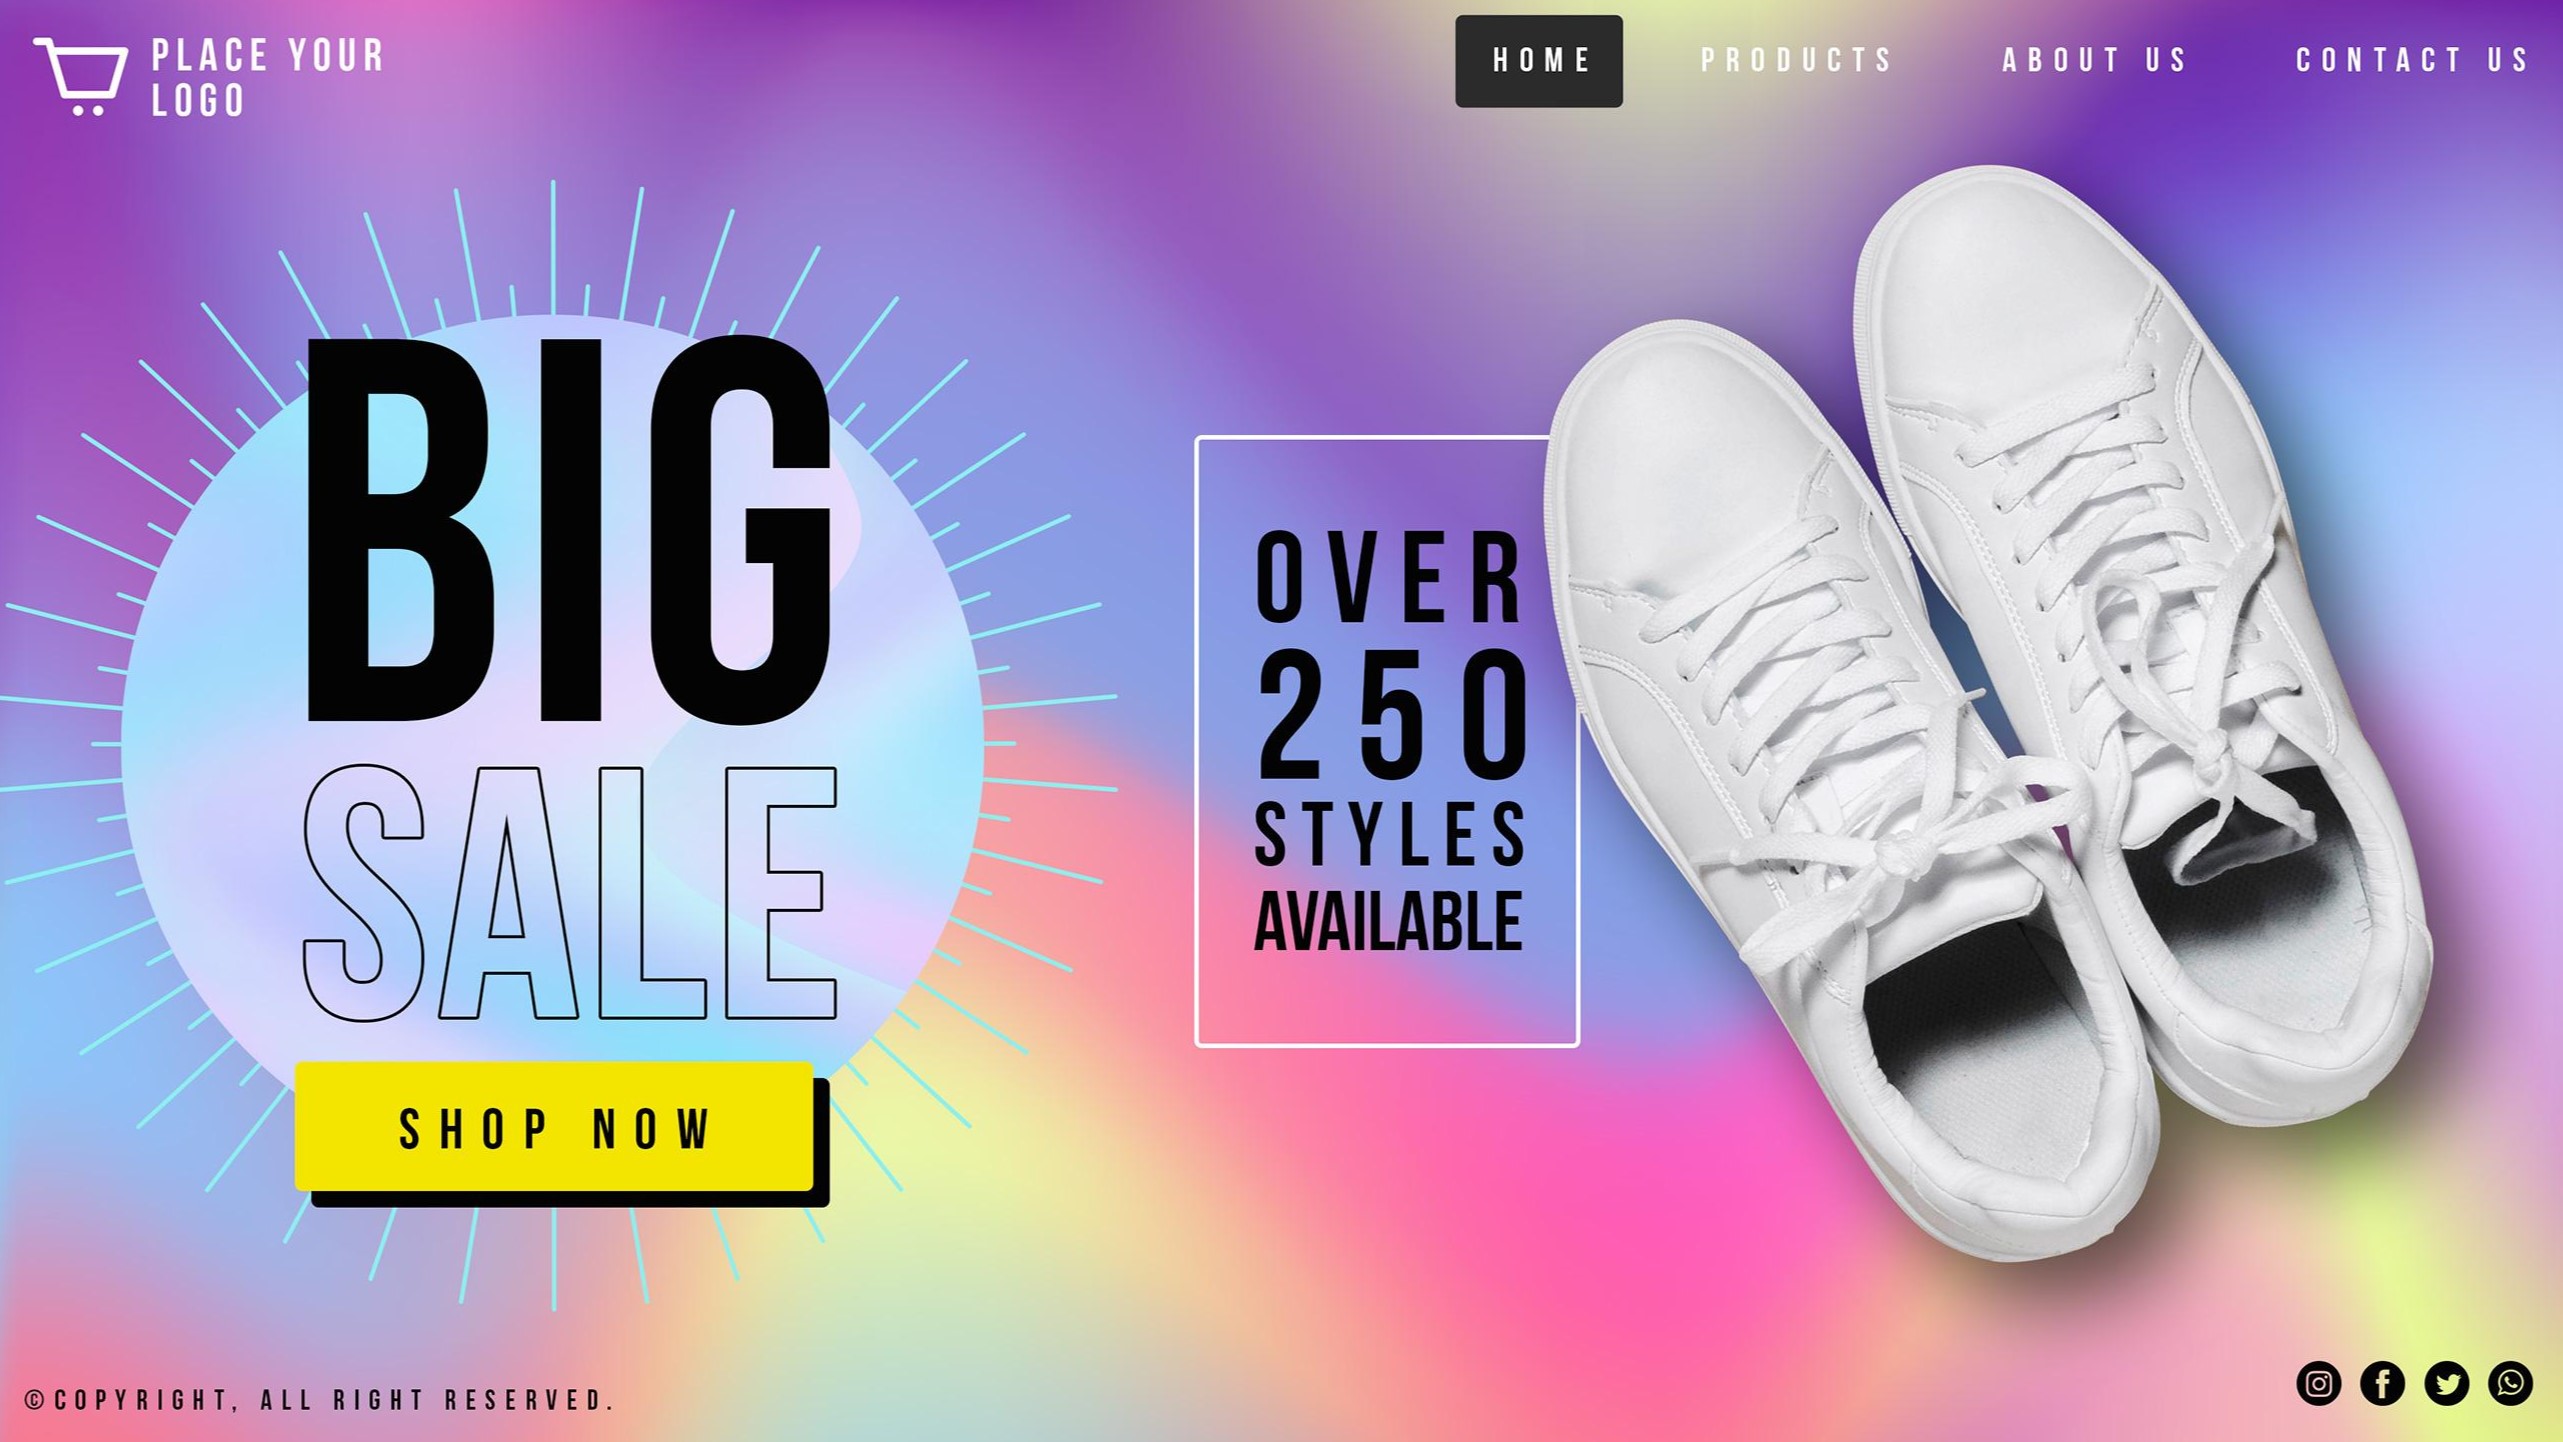 PLACE YOUR
LOGO
HOME
PRODUCTS
ABOUT US
CONTACT US
BIG
SALE
SHOP NOW
OVER
250
STYLES
AVAILABLE
©COPYRIGHT, ALL RIGHT RESERVED.